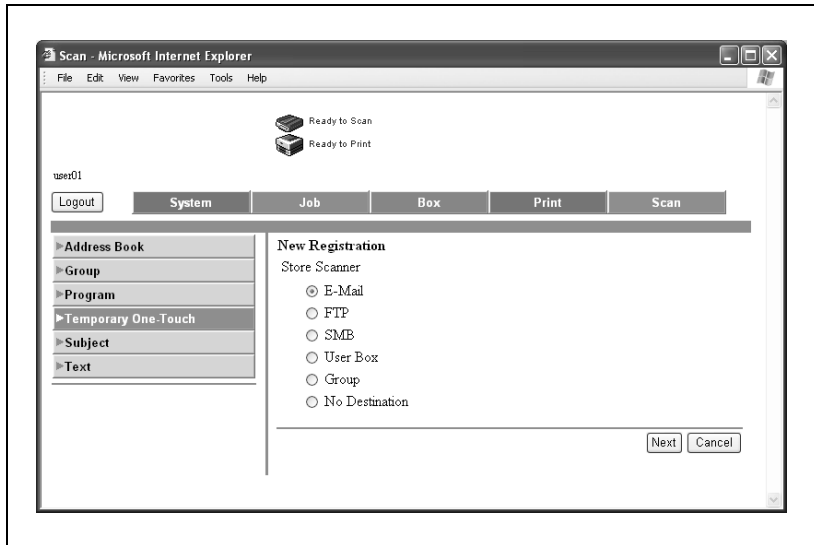 Scan - Microsoft Internet Explorer
File Edit View Favorites Tools Help
Ready to Scan
Ready to Print
user01
Logout System Job Box Print Scan
Address Book
Group
Program
Temporary One-Touch
Subject
Text
New Registration
Store Scanner
E-Mail
FTP
SMB
User Box
Group
No Destination
Next Cancel